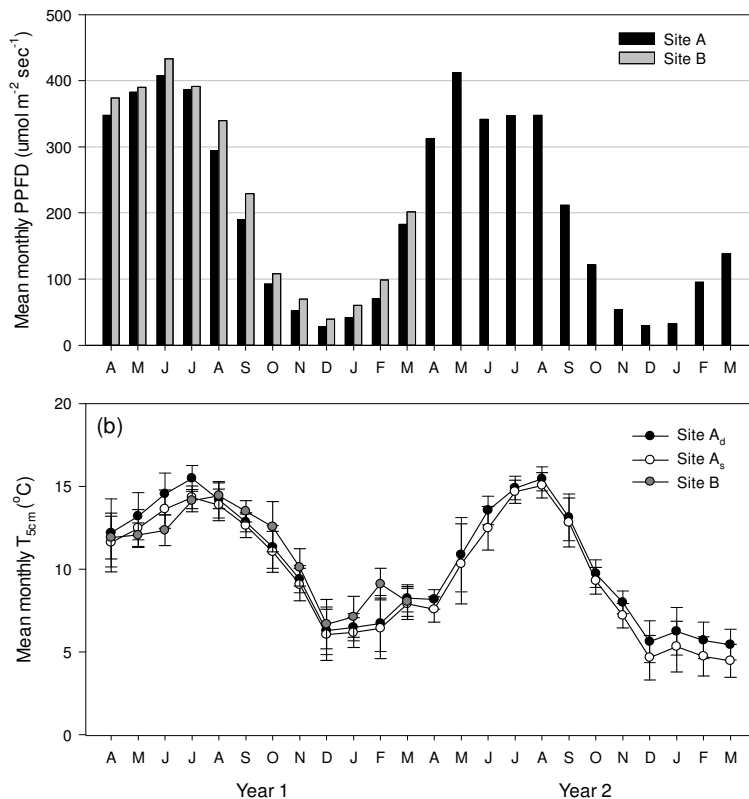 Mean monthly PPFD (umol m-2 sec-1)
500
400
300
200
100
0
Site A
Site B
A M J J A S O N D J F M A M J J A S O N D J F M
(b)
Mean monthly T5cm (oC)
20
15
10
5
0
Site Ad
Site As
Site B
A M J J A S O N D J F M A M J J A S O N D J F M
Year 1 Year 2